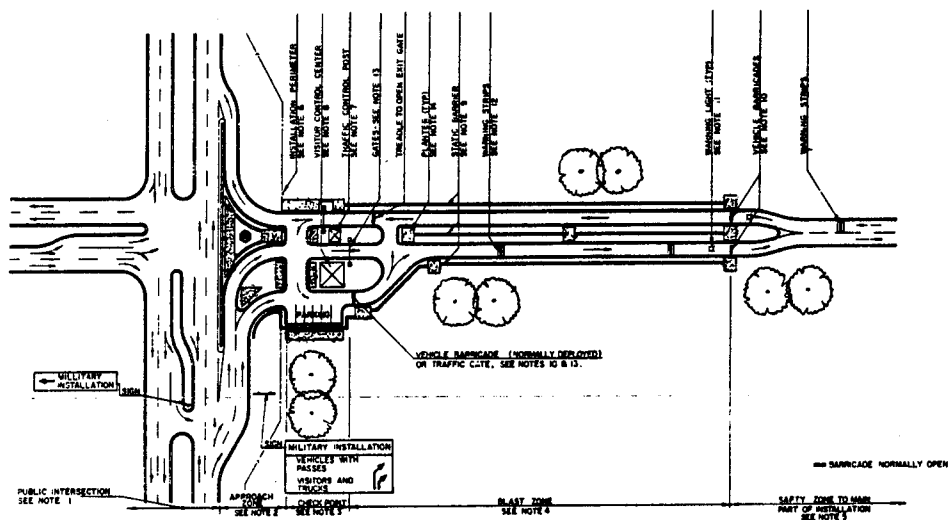 INSTALLATION PERIMETER
SEE NOTE 6
VISITOR CONTROL CENTER
SEE NOTE 8
TRAFFIC CONTROL POST
SEE NOTE 7
GATES-SEE NOTE 13
TREADLE TO OPEN EXIT GATE
PLANTER (TYP)
SEE NOTE 14
STATIC BARRIER
SEE NOTE 9
WARNING STRIPS
SEE NOTE 12
WARNING LIGHT (TYP)
SEE NOTE 11
VEHICLE BARRICADES
SEE NOTE 10
WARNING STRIPS
PARKING
VEHICLE BARRICADE (NORMALLY DEPLOYED)
OR TRAFFIC GATE, SEE NOTES 10 & 13.
MILLITARY
INSTALLATION
SIGN
SIGN
MILITARY INSTALLATION
VEHICLES WITH
PASSES
VISITORS AND
TRUCKS
BARRICADE NORMALLY OPEN
PUBLIC INTERSECTION
SEE NOTE 1
APPROACH
ZONE
SEE NOTE 2
CHECK POINT
SEE NOTE 3
BLAST ZONE
SEE NOTE 4
SAFTY ZONE TO MAIN
PART OF INSTALLATION
SEE NOTE 5